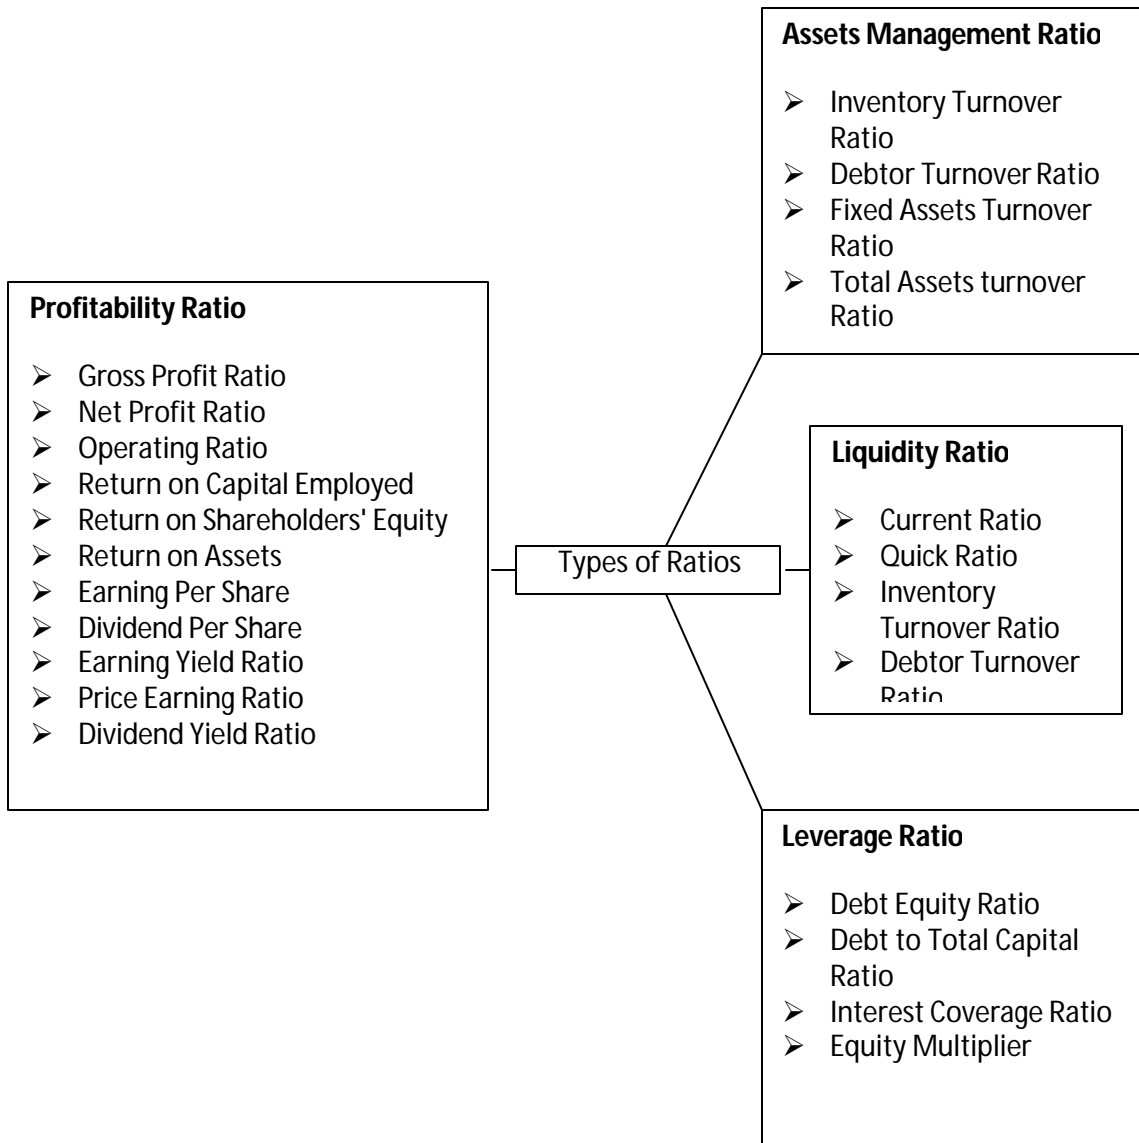 Assets Management Ratio
➢ Inventory Turnover
Ratio
➢ Debtor Turnover Ratio
➢ Fixed Assets Turnover
Ratio
➢ Total Assets turnover
Ratio
Profitability Ratio
➢ Gross Profit Ratio
➢ Net Profit Ratio
➢ Operating Ratio
➢ Return on Capital Employed
➢ Return on Shareholders' Equity
➢ Return on Assets
➢ Earning Per Share
➢ Dividend Per Share
➢ Earning Yield Ratio
➢ Price Earning Ratio
➢ Dividend Yield Ratio
Types of Ratios
Liquidity Ratio
➢ Current Ratio
➢ Quick Ratio
➢ Inventory
Turnover Ratio
➢ Debtor Turnover
Ratio
Leverage Ratio
➢ Debt Equity Ratio
➢ Debt to Total Capital
Ratio
➢ Interest Coverage Ratio
➢ Equity Multiplier